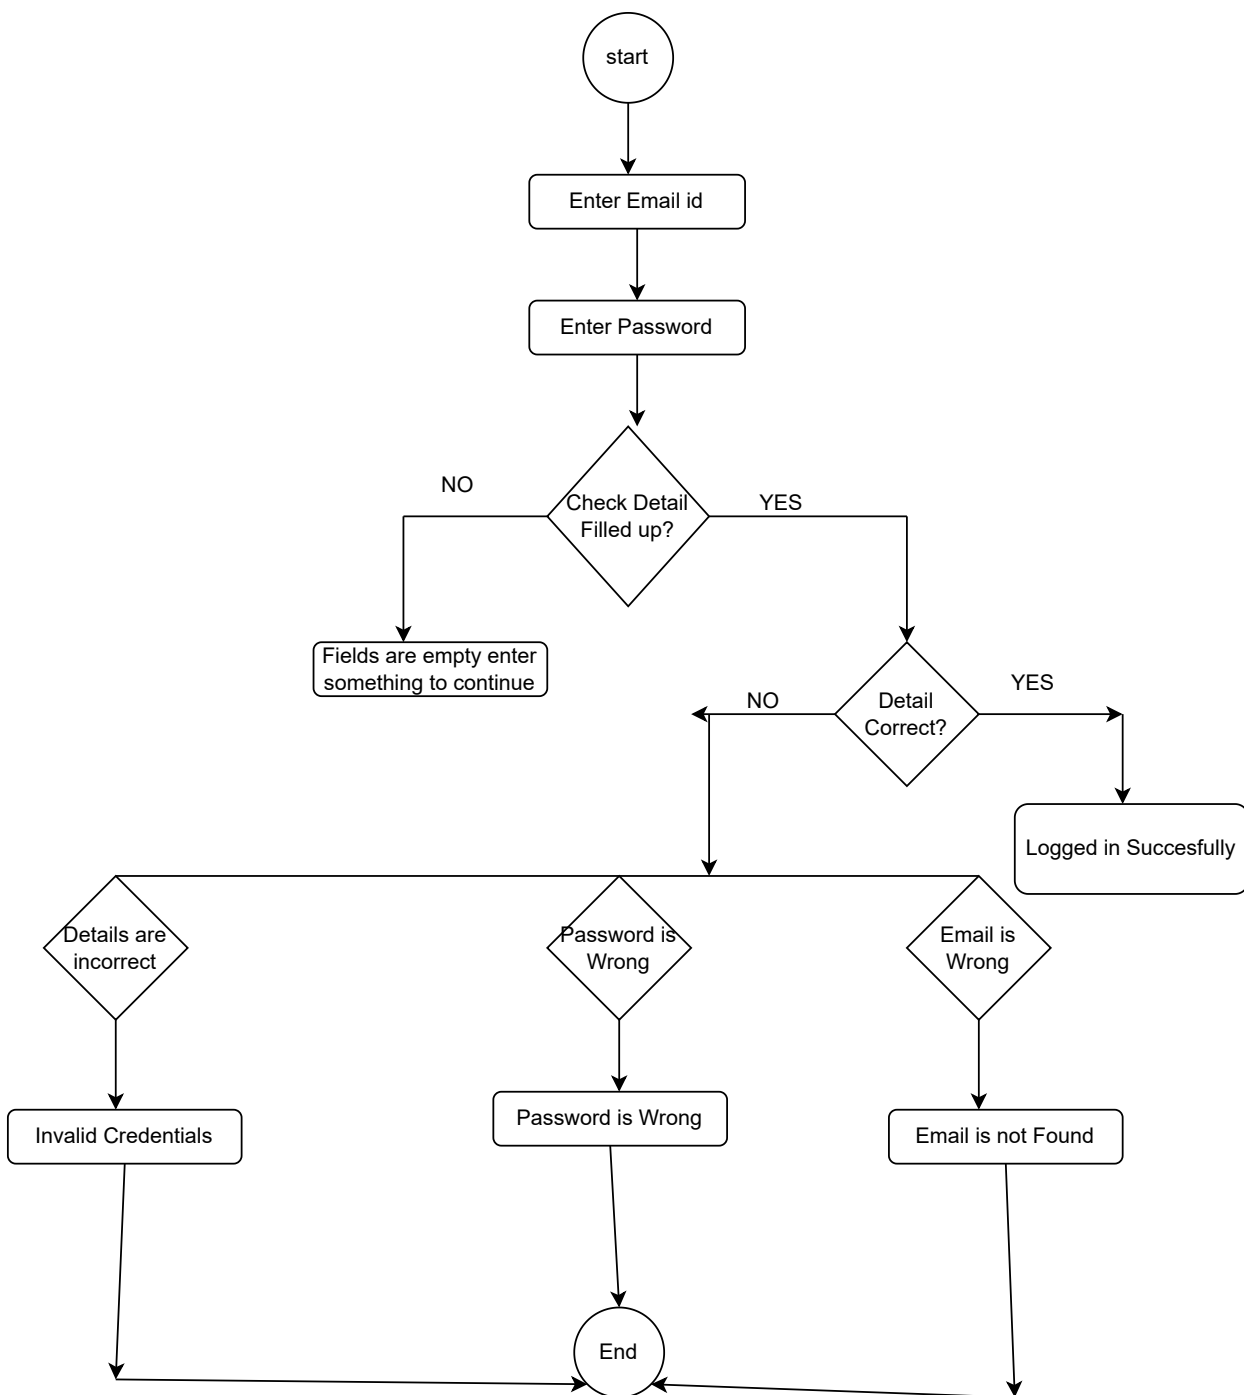 start
Enter Email id
Enter Password
NO
Check Detail
Filled up?
YES
Fields are empty enter
something to continue
NO
Detail
Correct?
YES
Logged in Succesfully
Details are
incorrect
Password is
Wrong
Email is
Wrong
Invalid Credentials
Password is Wrong
Email is not Found
End